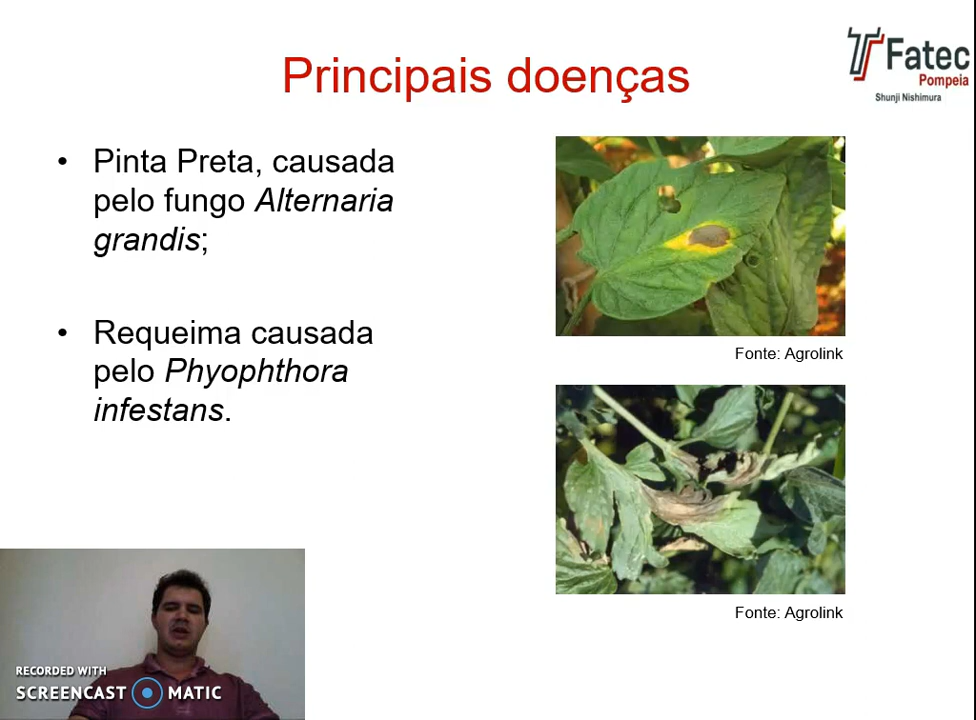 Principais doenças
Fatec
Pompeia
Shunji Nishimura
• Pinta Preta, causada
pelo fungo Alternaria
grandis;
• Requeima causada
pelo Phyophthora
infestans.
Fonte: Agrolink
Fonte: Agrolink
RECORDED WITH
SCREENCAST MATIC